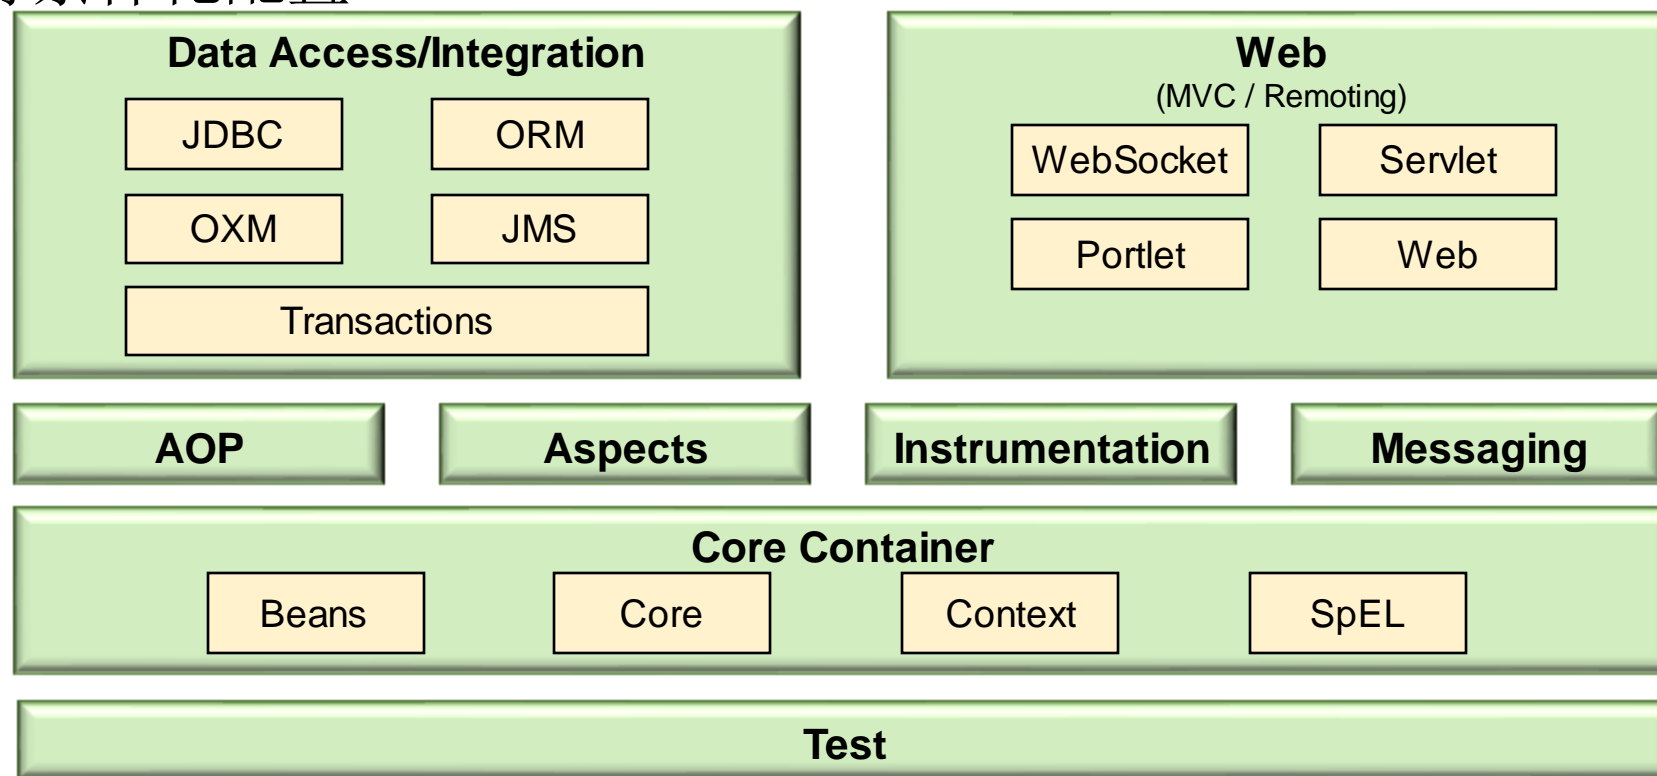 Data Access/Integration
JDBC
ORM
OXM
JMS
Transactions
Web
(MVC / Remoting)
WebSocket
Servlet
Portlet
Web
AOP
Aspects
Instrumentation
Messaging
Core Container
Beans
Core
Context
SpEL
Test